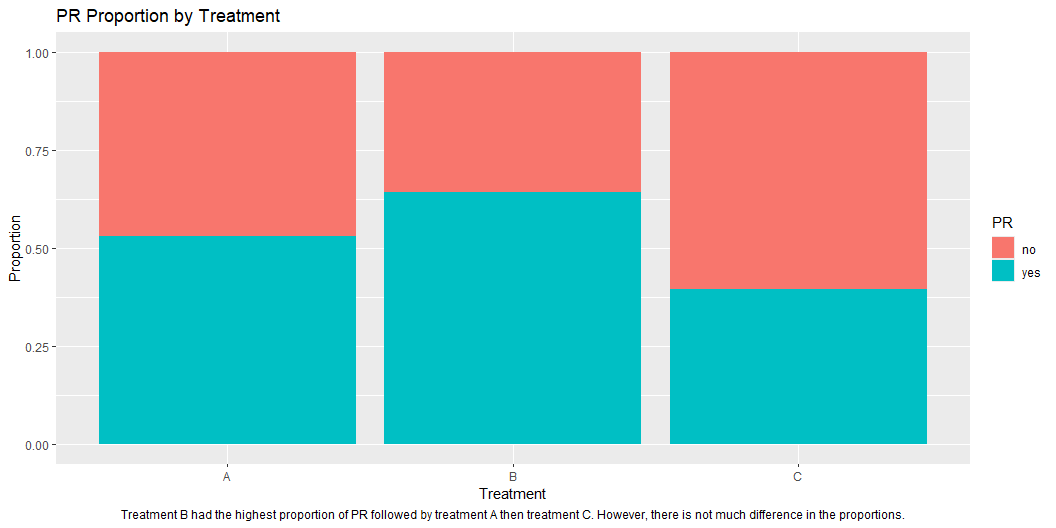 PR Proportion by Treatment
1.00
0.75
0.50
0.25
0.00
Proportion
A
B
C
Treatment
PR
no
yes
Treatment B had the highest proportion of PR followed by treatment A then treatment C. However, there is not much difference in the proportions.